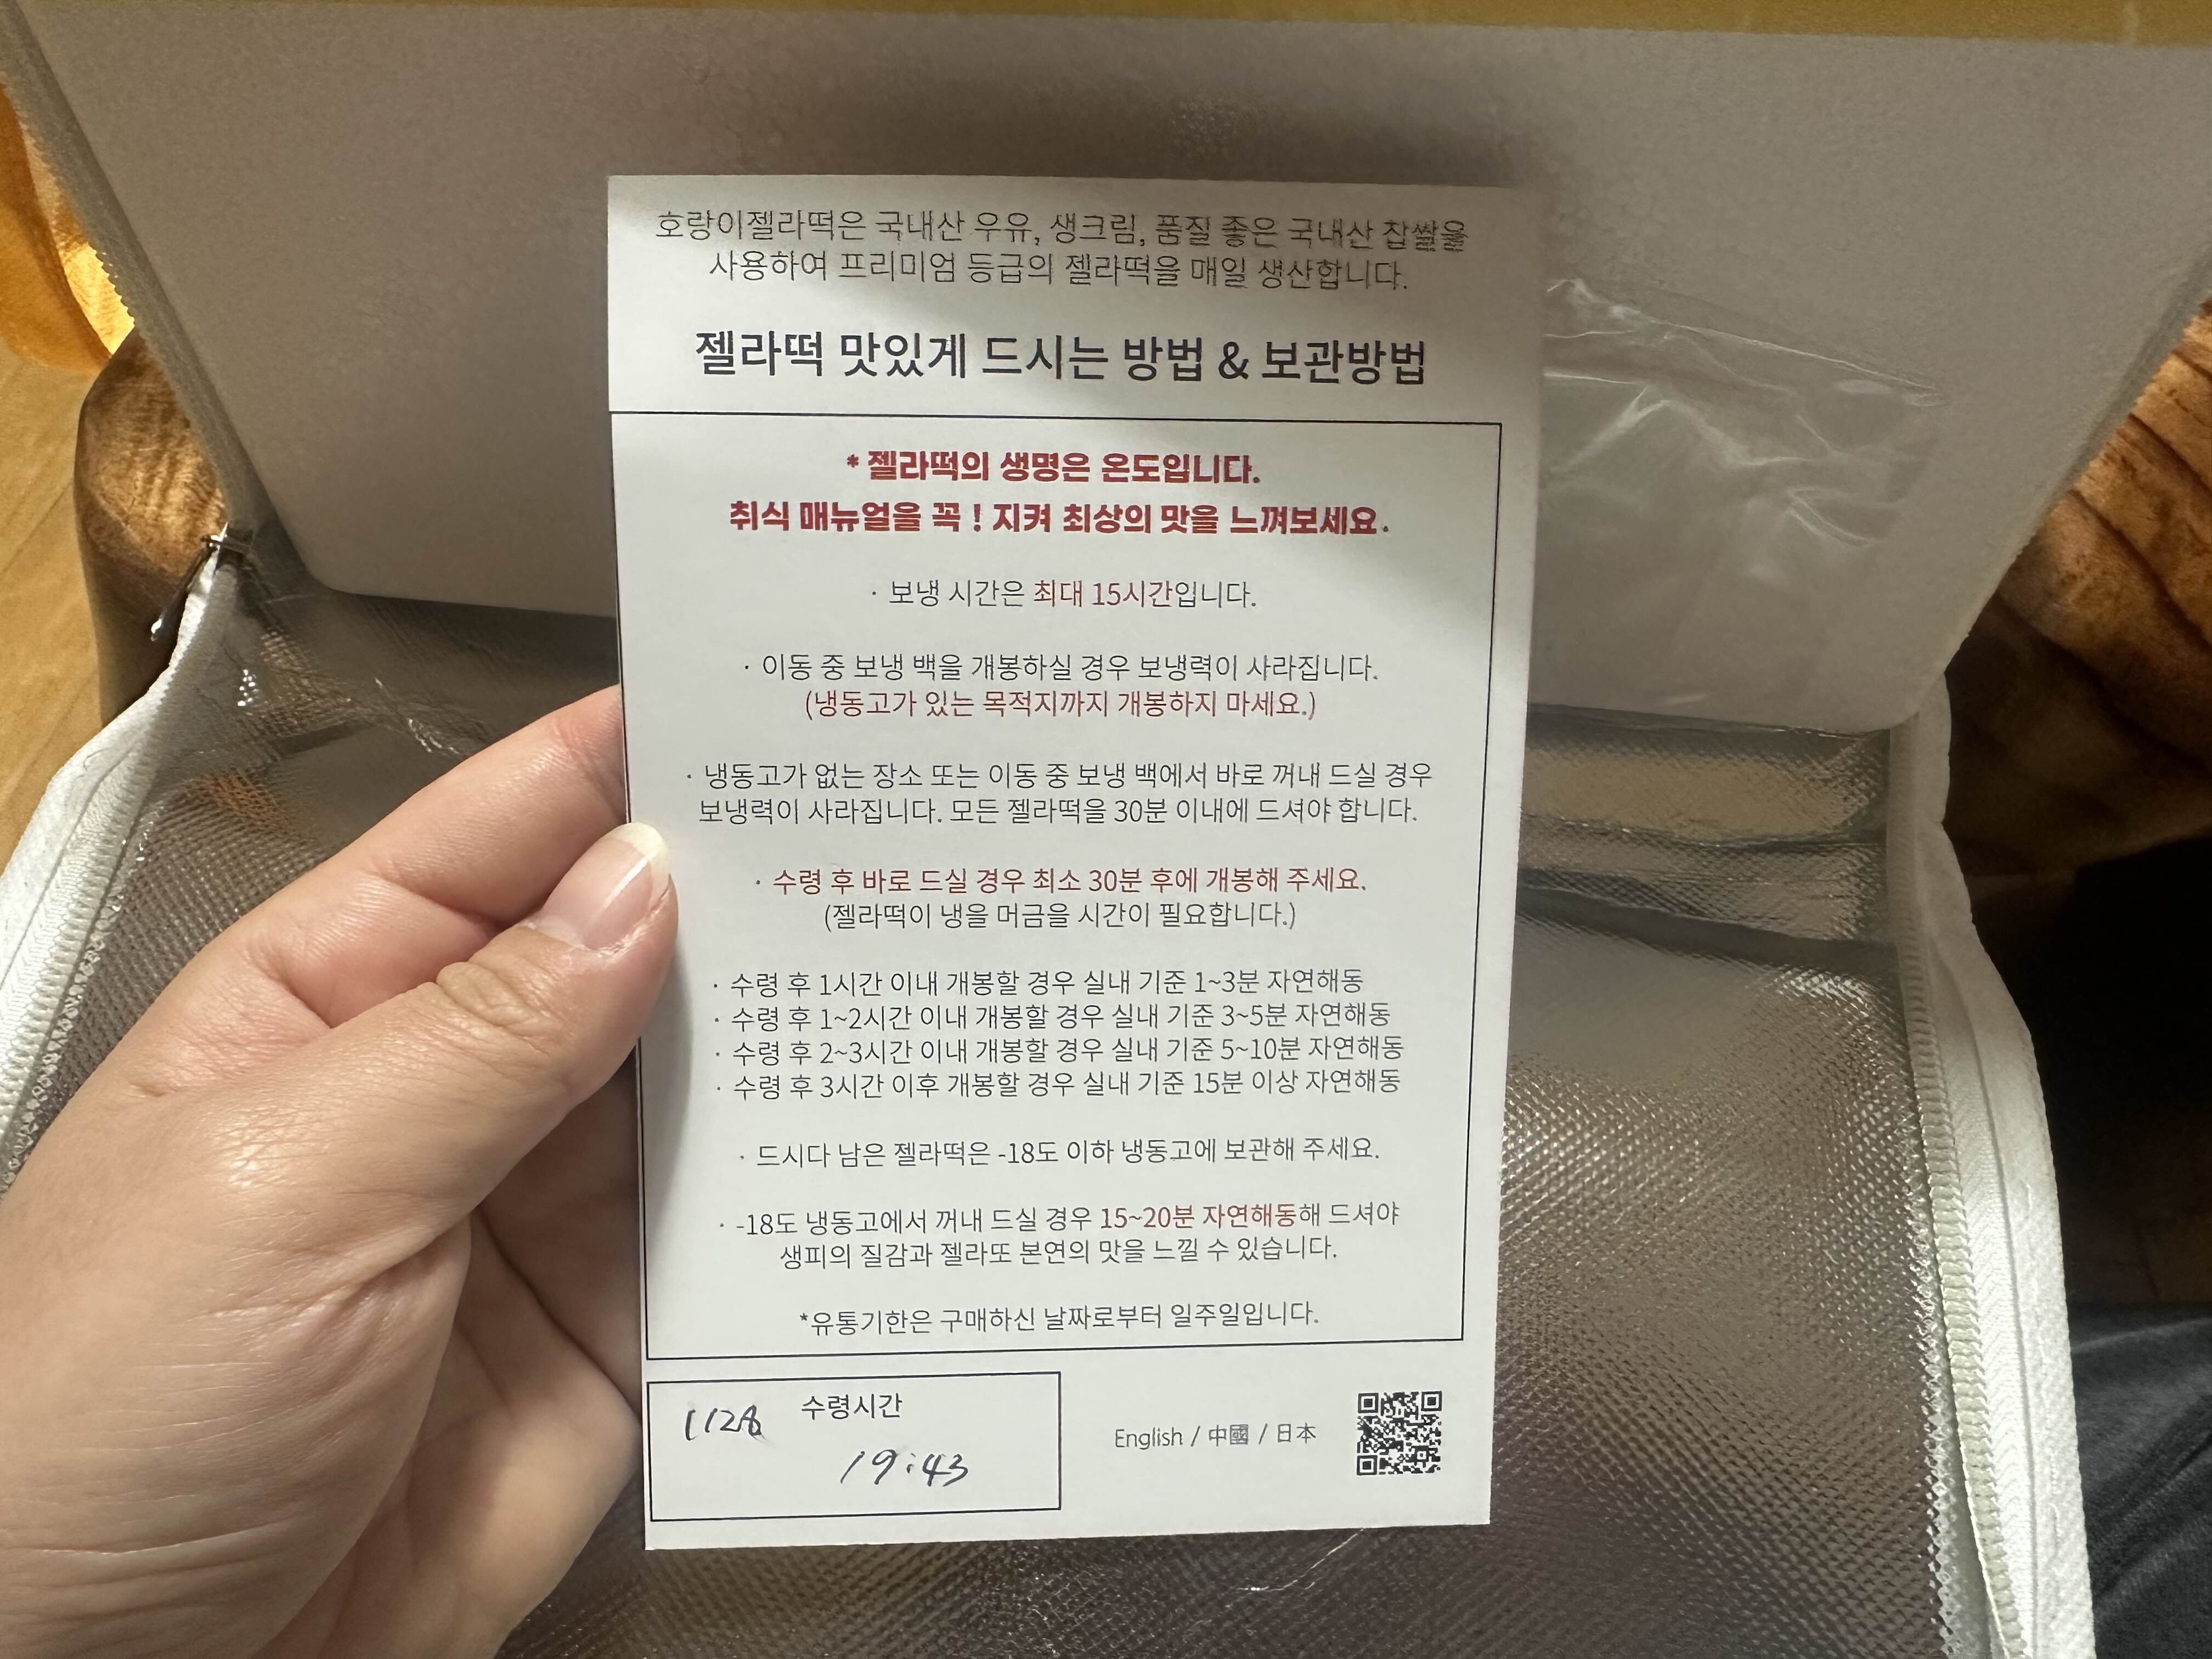 호랑이젤라떡은 국내산 우유, 생크림, 품질 좋은 국내산 찹쌀을
사용하여 프리미엄 등급의 젤라떡을 매일 생산합니다.
젤라떡 맛있게 드시는 방법 & 보관방법
* 젤라떡의 생명은 온도입니다.
취식 매뉴얼을 꼭 ! 지켜 최상의 맛을 느껴보세요.
· 보냉 시간은 최대 15시간입니다.
· 이동 중 보냉 백을 개봉하실 경우 보냉력이 사라집니다.
(냉동고가 있는 목적지까지 개봉하지 마세요.)
· 냉동고가 없는 장소 또는 이동 중 보냉 백에서 바로 꺼내 드실 경우
보냉력이 사라집니다. 모든 젤라떡을 30분 이내에 드셔야 합니다.
· 수령 후 바로 드실 경우 최소 30분 후에 개봉해 주세요.
(젤라떡이 냉을 머금을 시간이 필요합니다.)
· 수령 후 1시간 이내 개봉할 경우 실내 기준 1~3분 자연해동
· 수령 후 1~2시간 이내 개봉할 경우 실내 기준 3~5분 자연해동
· 수령 후 2~3시간 이내 개봉할 경우 실내 기준 5~10분 자연해동
· 수령 후 3시간 이후 개봉할 경우 실내 기준 15분 이상 자연해동
· 드시다 남은 젤라떡은 -18도 이하 냉동고에 보관해 주세요.
· -18도 냉동고에서 꺼내 드실 경우 15~20분 자연해동해 드셔야
생피의 질감과 젤라또 본연의 맛을 느낄 수 있습니다.
*유통기한은 구매하신 날짜로부터 일주일입니다.
수령시간
19:43
English / 中國 / 日本